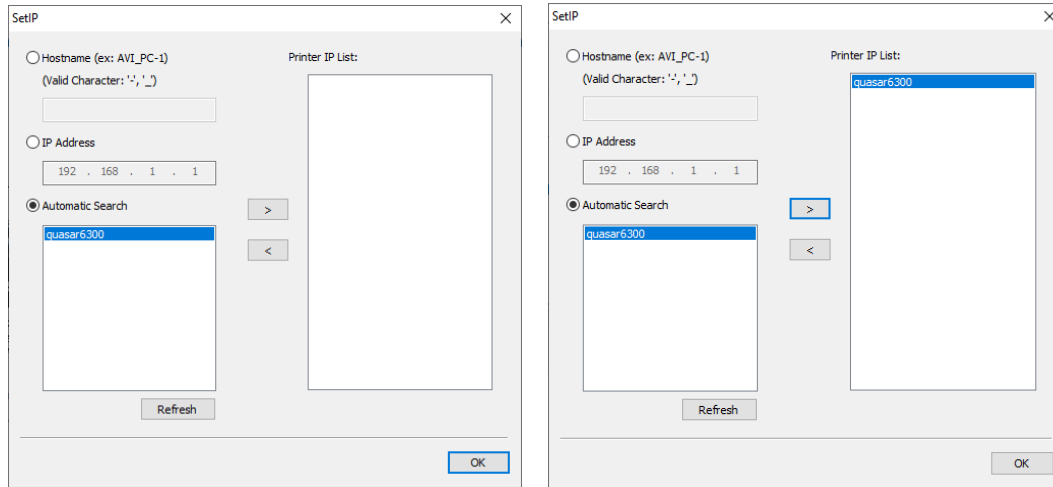 SetIP
Hostname (ex: AVI_PC-1)
(Valid Character: '-', '_')
IP Address
192 . 168 . 1 . 1
Automatic Search
quasar6300
Refresh
>
<
Printer IP List:
OK
SetIP
Hostname (ex: AVI_PC-1)
(Valid Character: '-', '_')
IP Address
192 . 168 . 1 . 1
Automatic Search
quasar6300
Refresh
>
<
Printer IP List:
quasar6300
OK